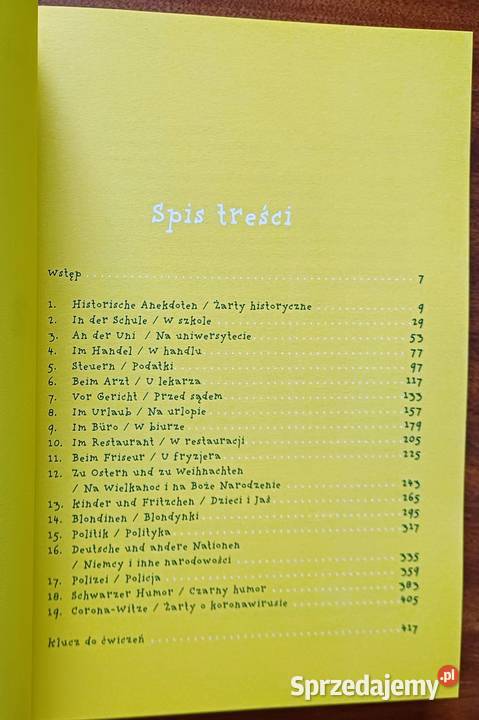 Spis treści
Wstęp 7
1. Historische Anekdoten / Żarty historyczne 9
2. In der Schule / W szkole 29
3. An der Uni / Na uniwersytecie 53
4. Im Handel / W handlu 77
5. Steuern / Podatki 97
6. Beim Arzt / U lekarza 117
7. Vor Gericht / Przed sądem 133
8. Im Urlaub / Na urlopie 157
9. Im Büro / W biurze 179
10. Im Restaurant / W restauracji 205
11. Beim Friseur / U fryzjera 225
12. Zu Ostern und zu Weihnachten
/ Na Wielkanoc i na Boże Narodzenie 243
13. Kinder und Fritzchen / Dzieci i Jaś 265
14. Blondinen / Blondynki 295
15. Politik / Polityka 317
16. Deutsche und andere Nationen
/ Niemcy i inne narodowości 335
17. Polizei / Policja 359
18. Schwarzer Humor / Czarny humor 383
19. Corona-Witze / Żarty o koronawirusie 405
Klucz do ćwiczeń 417
Sprzedajemy.pl